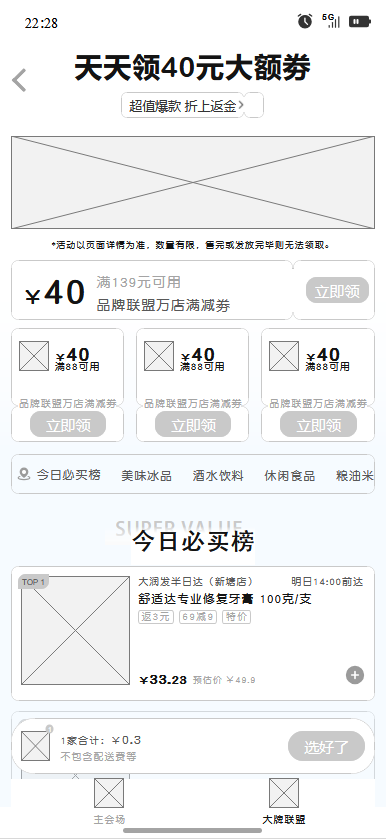 22:28
5G
天天领40元大额劵
超值爆款 折上返金
*活动以页面详情为准，数量有限，售完或发放完毕则无法领取。
￥40 满139元可用 立即领
品牌联盟万店满减劵
￥40 ￥40 ￥40
满88可用 满88可用 满88可用
品牌联盟万店满减劵 品牌联盟万店满减劵 品牌联盟万店满减劵
立即领 立即领 立即领
今日必买榜 美味冰品 酒水饮料 休闲食品 粮油米
SUPER VALUE
今日必买榜
TOP 1
大润发半日达（新塘店） 明日14:00前达
舒适达专业修复牙膏 100克/支
返3元 69减9 特价
￥33.28 预估价 ￥49.9
1家合计：￥0.3
不包含配送费等
选好了
主会场 大牌联盟